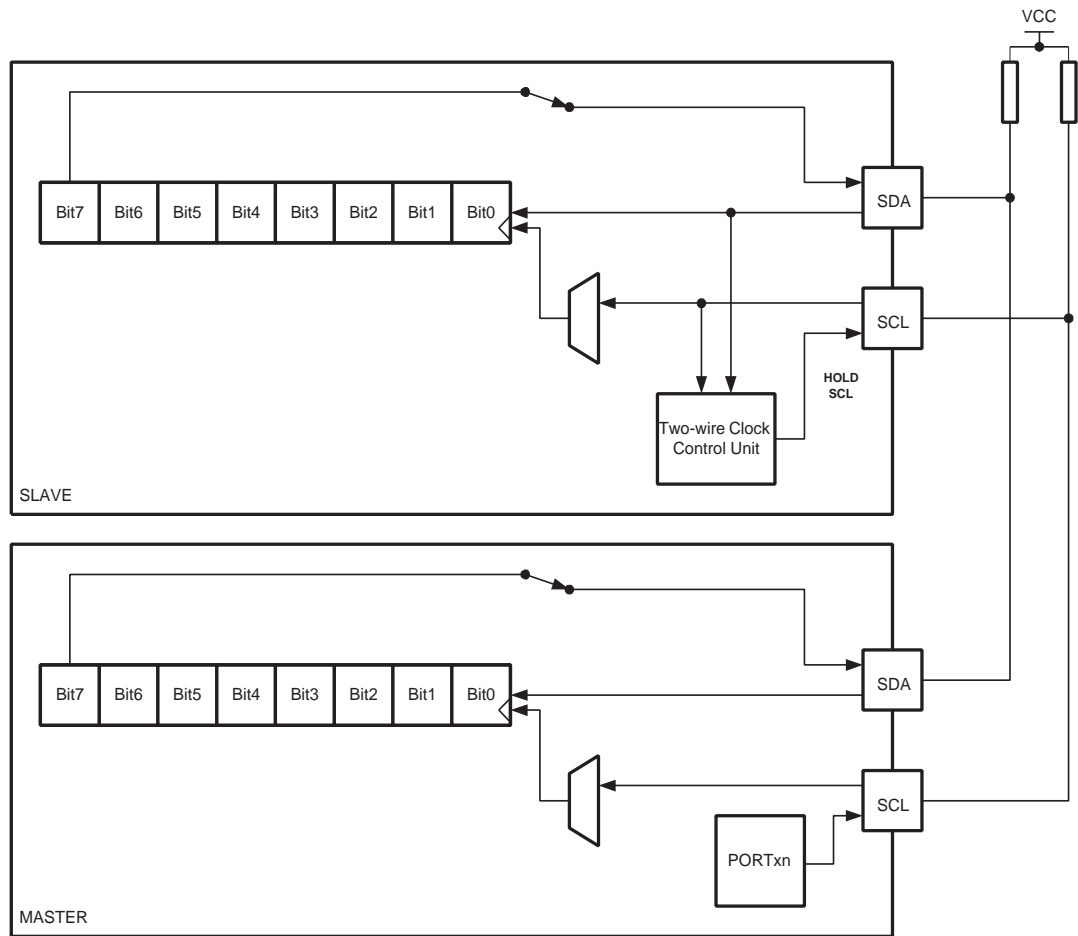 VCC
Bit7 Bit6 Bit5 Bit4 Bit3 Bit2 Bit1 Bit0
SDA
SCL
HOLD
SCL
Two-wire Clock
Control Unit
SLAVE
Bit7 Bit6 Bit5 Bit4 Bit3 Bit2 Bit1 Bit0
SDA
SCL
PORTxn
MASTER